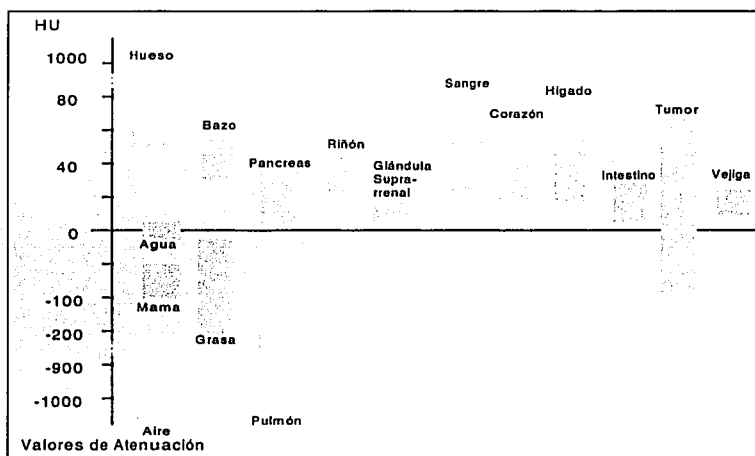 HU
1000
Hueso
80
Bazo
Sangre
Corazón
Hígado
Tumor
40
Pancreas
Riñón
Glándula
Supra-
rrenal
Intestino
Vejiga
0
Agua
-100
Mama
-200
Grasa
-900
-1000
Aire
Pulmón
Valores de Atenuación